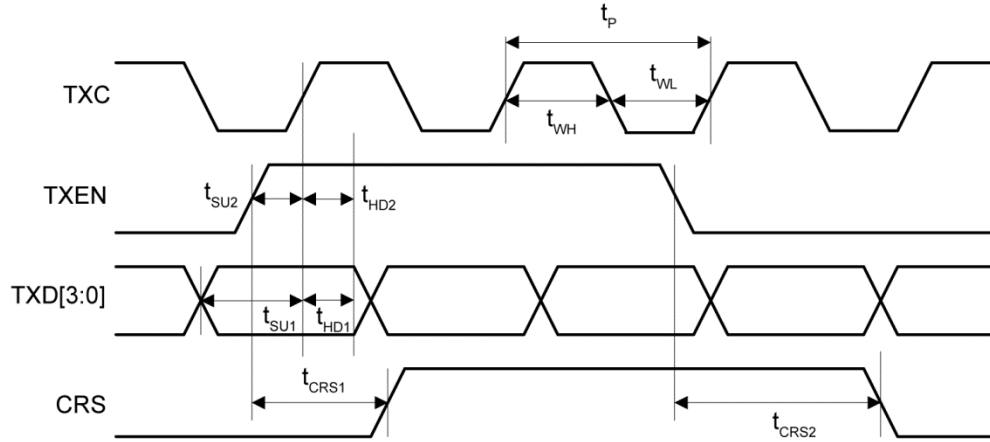 tP
TXC
tWL
tWH
TXEN
tSU2
tHD2
TXD[3:0]
tSU1
tHD1
tCRS1
CRS
tCRS2